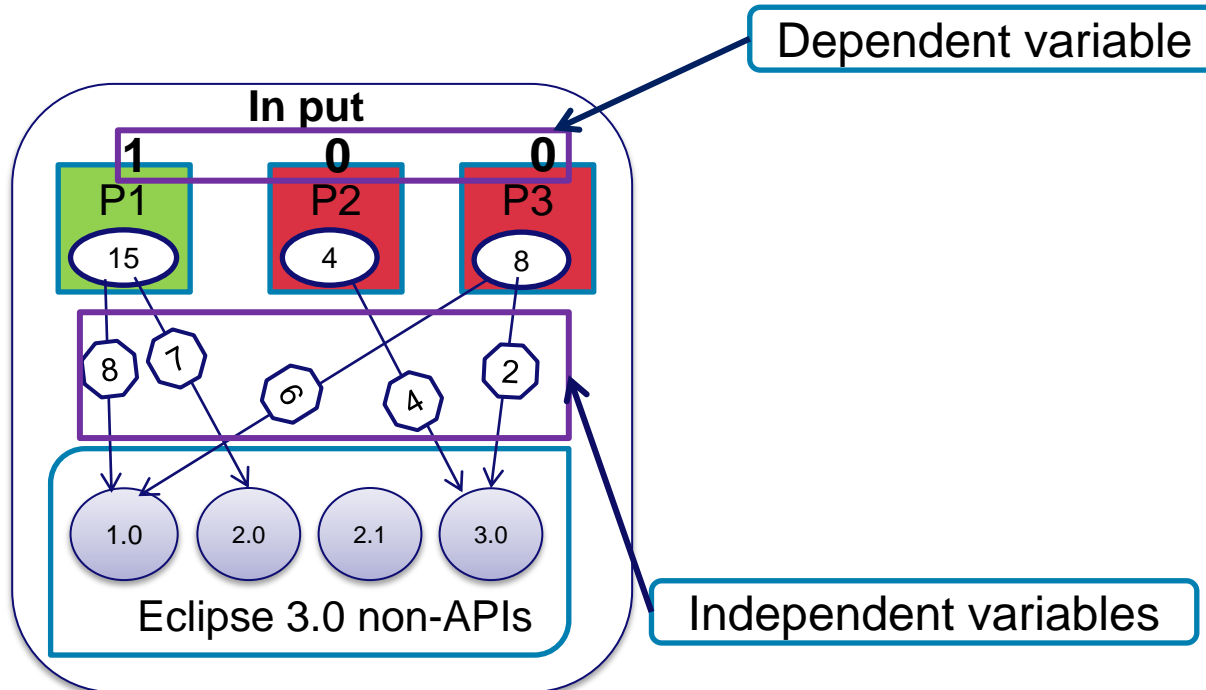 Dependent variable
In put
1 0 0
P1 P2 P3
15 4 8
8 7 6 4 2
1.0 2.0 2.1 3.0
Eclipse 3.0 non-APIs
Independent variables